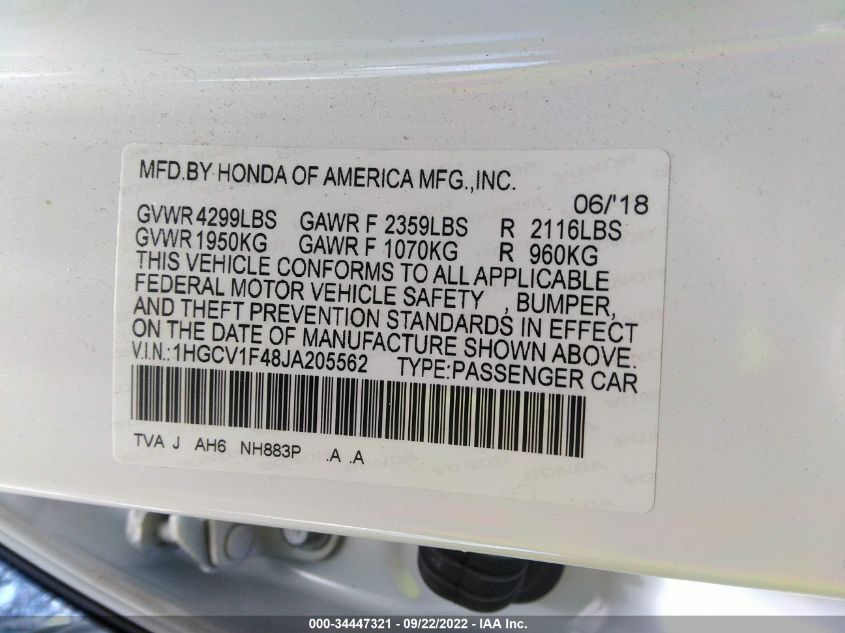 MFD.BY HONDA OF AMERICA MFG.,INC.
06/'18
GVWR 4299LBS GAWR F 2359LBS R 2116LBS
GVWR 1950KG GAWR F 1070KG R 960KG
THIS VEHICLE CONFORMS TO ALL APPLICABLE
FEDERAL MOTOR VEHICLE SAFETY , BUMPER,
AND THEFT PREVENTION STANDARDS IN EFFECT
ON THE DATE OF MANUFACTURE SHOWN ABOVE.
V.I.N.:1HGCV1F48JA205562 TYPE:PASSENGER CAR
TVA J AH6 NH883P .A .A
000-34447321 - 09/22/2022 - IAA Inc.